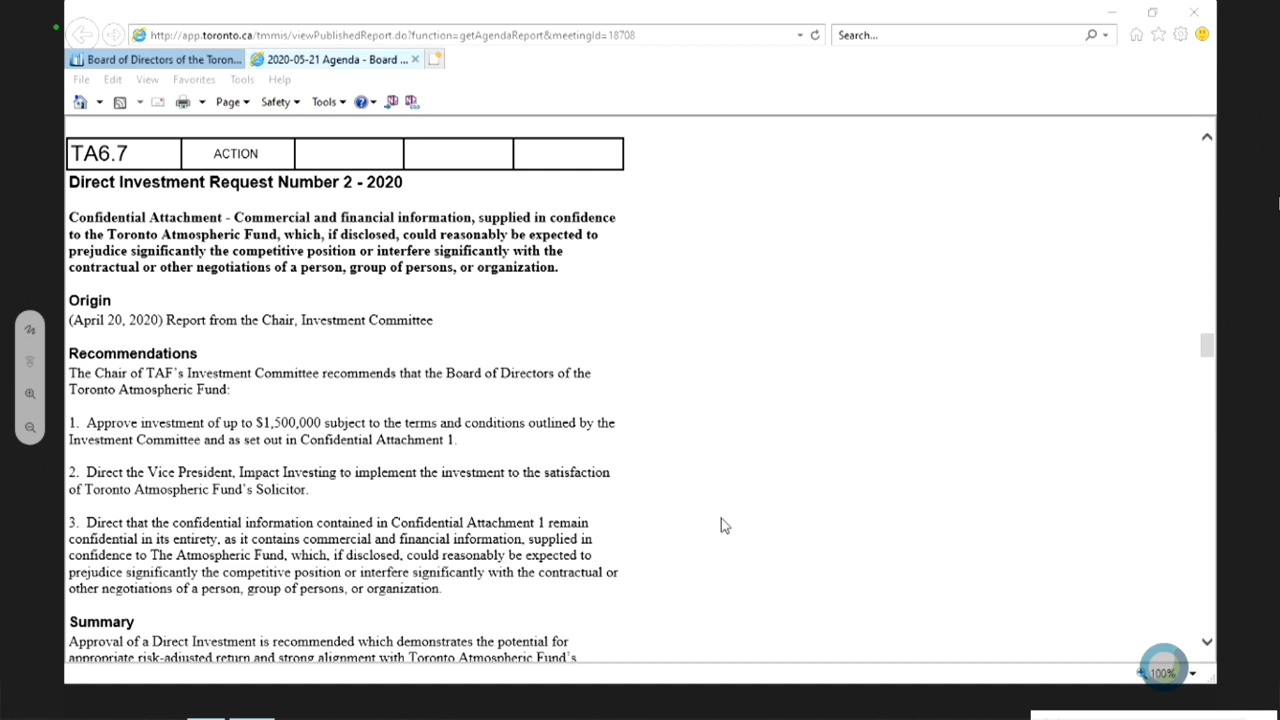 http://app.toronto.ca/tmmis/viewPublishedReport.do?function=getAgendaReport&meetingId=18708
Search...
Board of Directors of the Toron...
2020-05-21 Agenda - Board ...
File Edit View Favorites Tools Help
Page Safety Tools
TA6.7 ACTION
Direct Investment Request Number 2 - 2020
Confidential Attachment - Commercial and financial information, supplied in confidence
to the Toronto Atmospheric Fund, which, if disclosed, could reasonably be expected to
prejudice significantly the competitive position or interfere significantly with the
contractual or other negotiations of a person, group of persons, or organization.
Origin
(April 20, 2020) Report from the Chair, Investment Committee
Recommendations
The Chair of TAF's Investment Committee recommends that the Board of Directors of the
Toronto Atmospheric Fund:
1. Approve investment of up to $1,500,000 subject to the terms and conditions outlined by the
Investment Committee and as set out in Confidential Attachment 1.
2. Direct the Vice President, Impact Investing to implement the investment to the satisfaction
of Toronto Atmospheric Fund's Solicitor.
3. Direct that the confidential information contained in Confidential Attachment 1 remain
confidential in its entirety, as it contains commercial and financial information, supplied in
confidence to The Atmospheric Fund, which, if disclosed, could reasonably be expected to
prejudice significantly the competitive position or interfere significantly with the contractual or
other negotiations of a person, group of persons, or organization.
Summary
Approval of a Direct Investment is recommended which demonstrates the potential for
appropriate risk-adjusted return and strong alignment with Toronto Atmospheric Fund's
100%